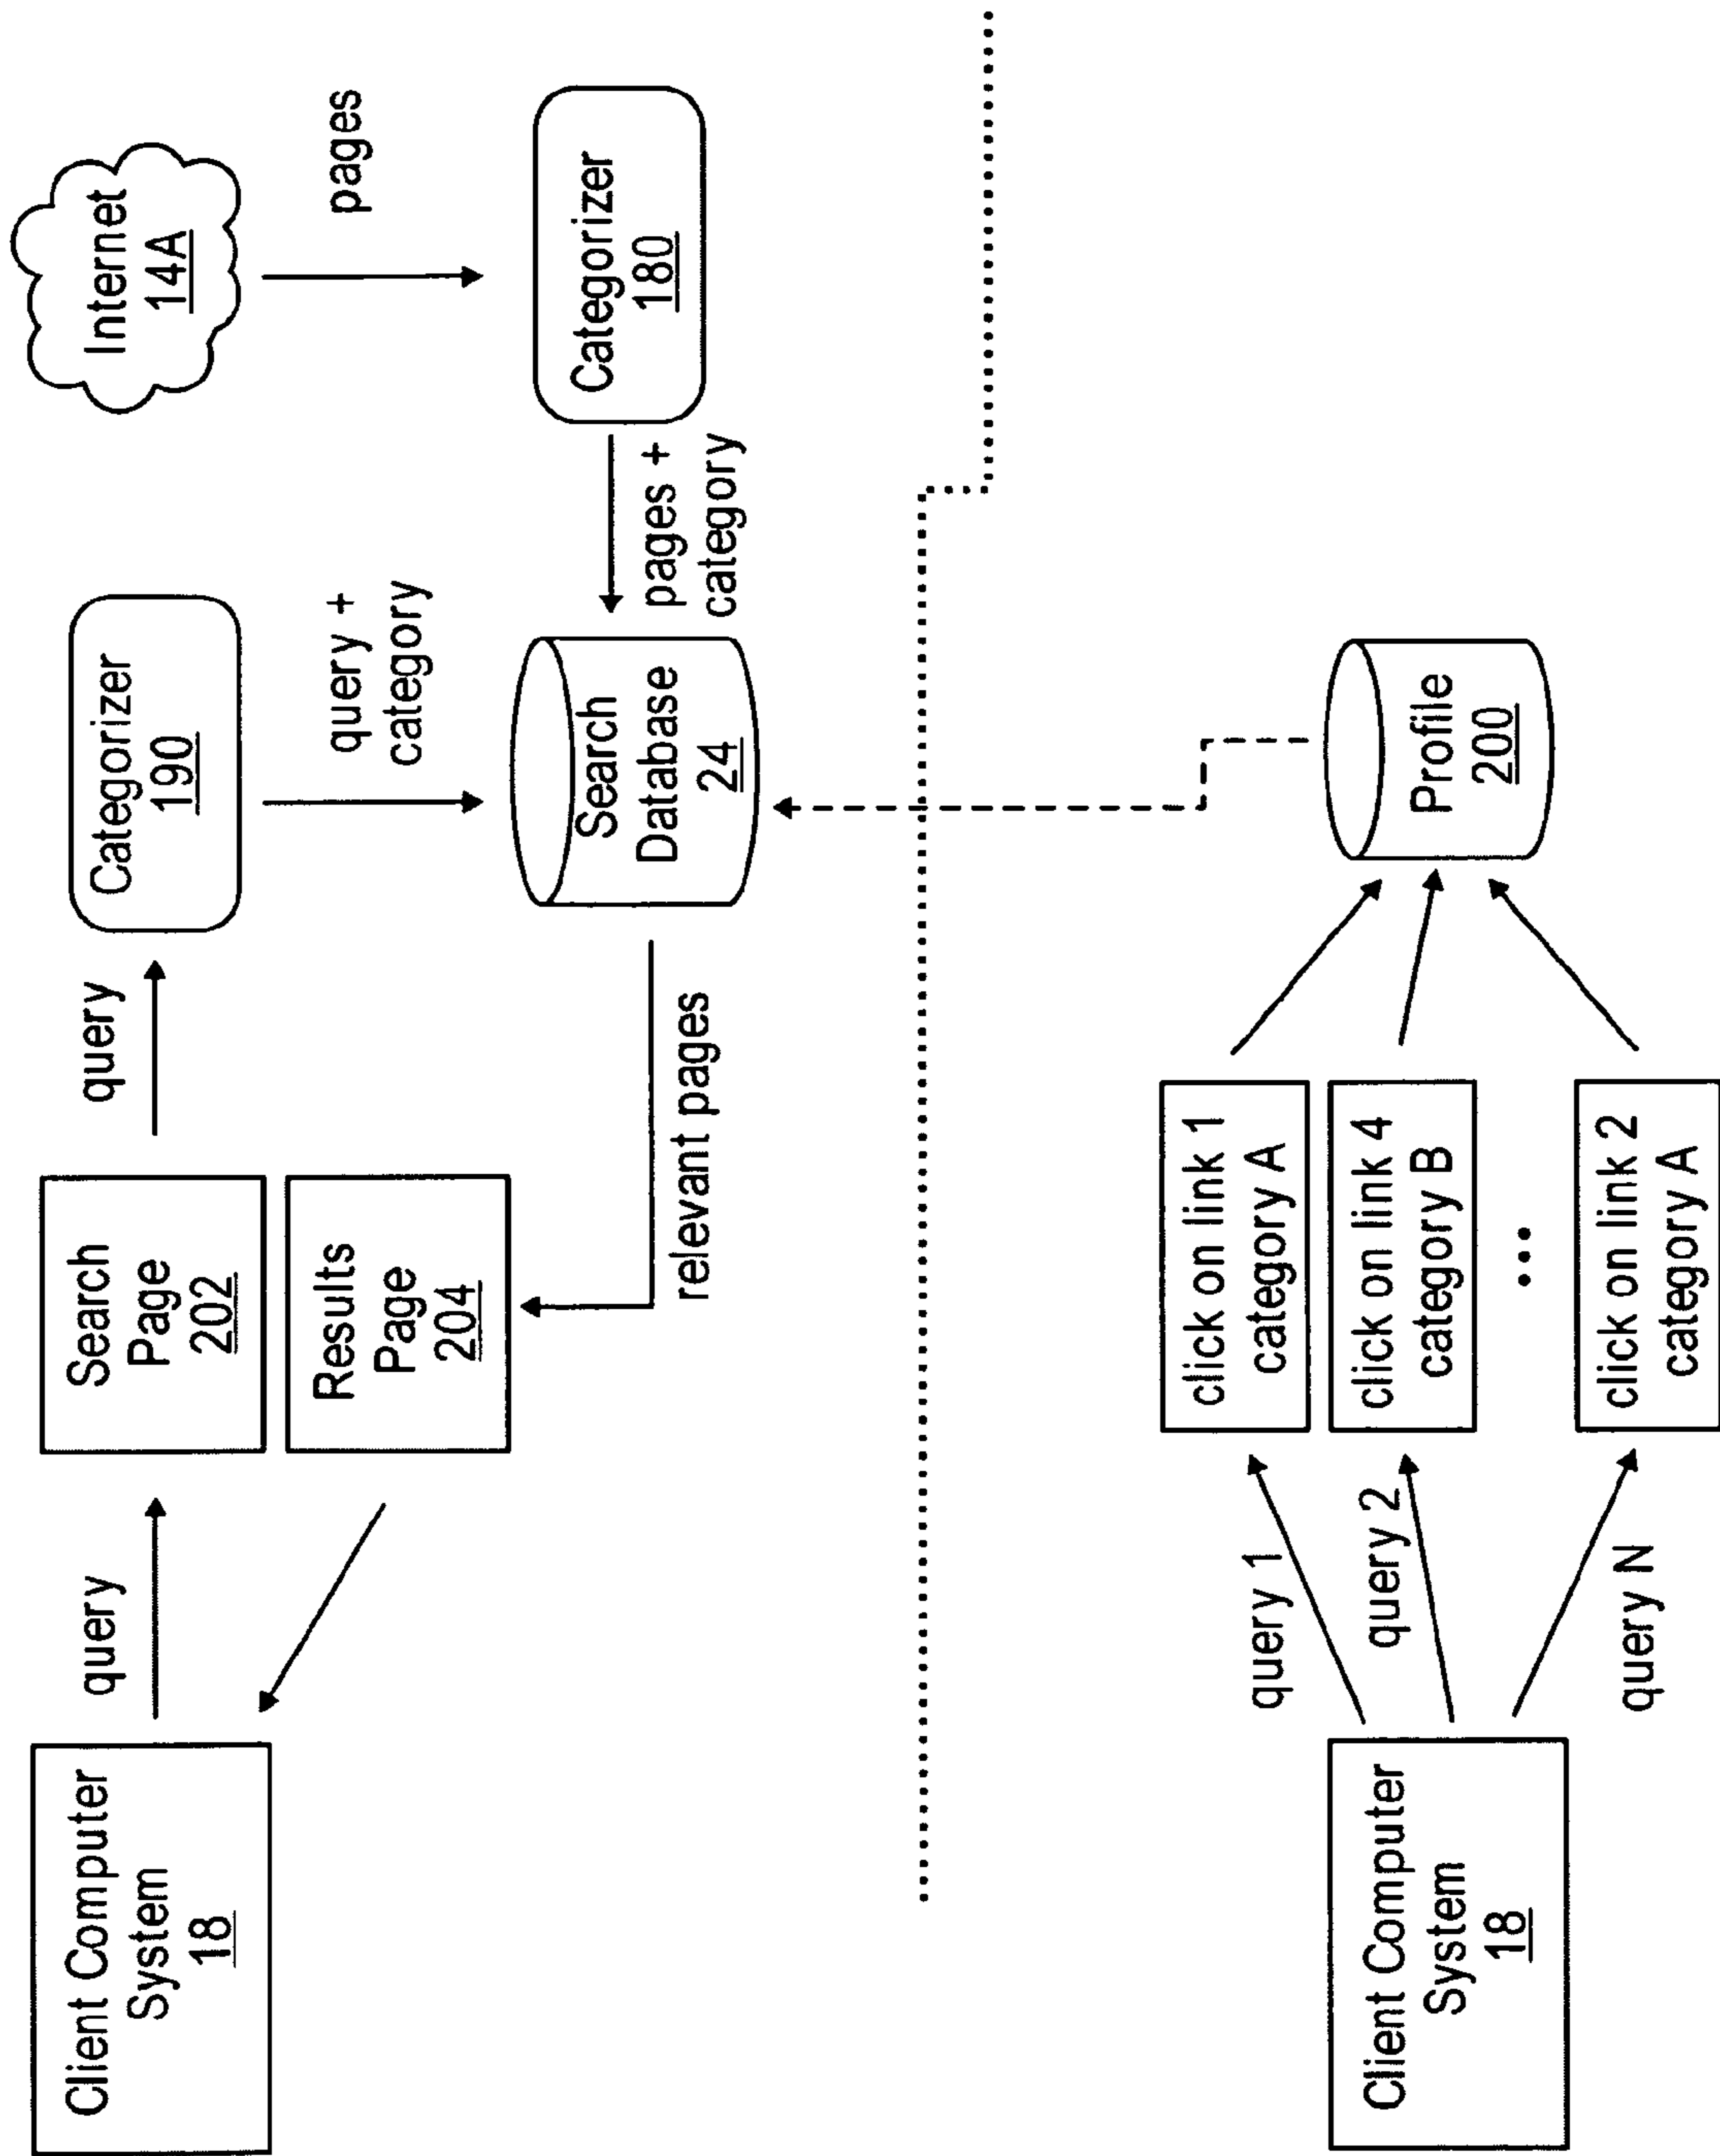 Client Computer
System
18
query
Search
Page
202
query
Categorizer
190
Internet
14A
pages
Results
Page
204
query +
category
Search
Database
24
relevant pages
pages +
category
Categorizer
180
Client Computer
System
18
query 1
query 2
query N
click on link 1
category A
click on link 4
category B
...
click on link 2
category A
Profile
200